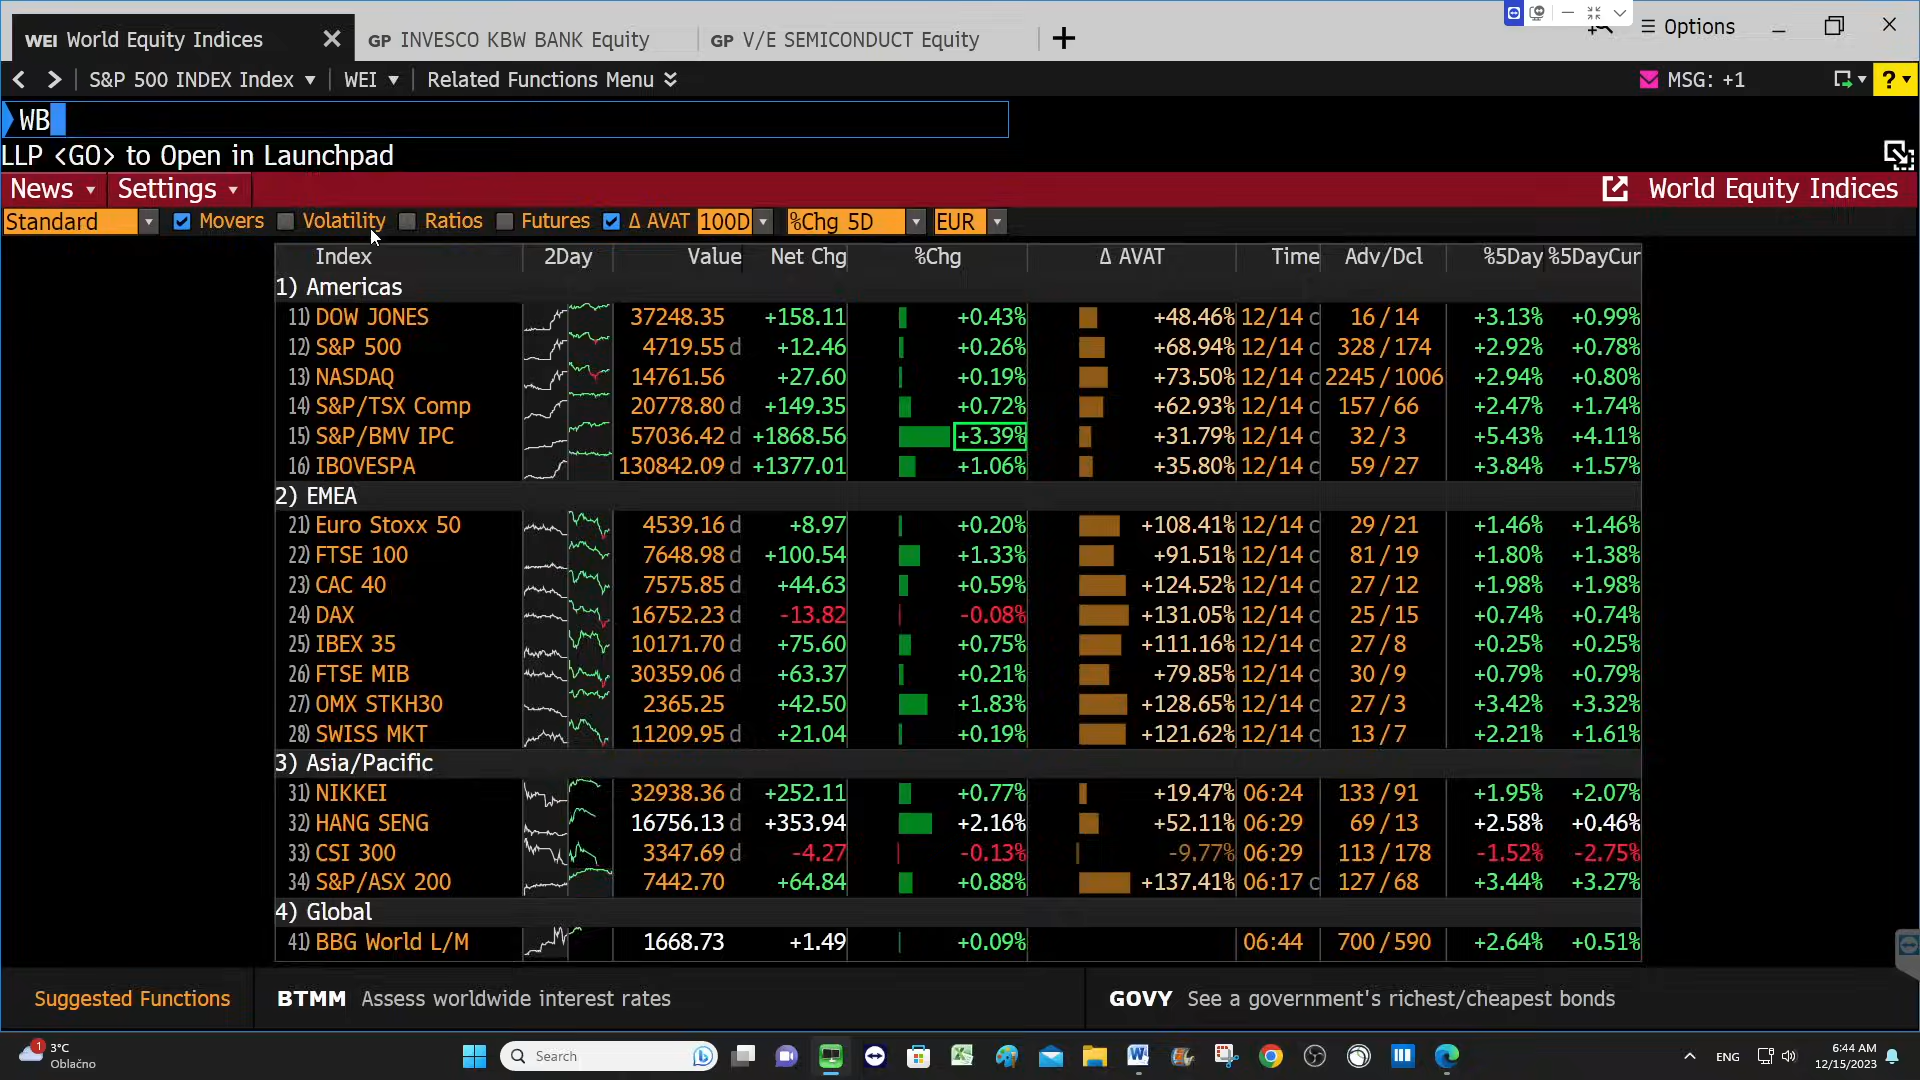 WEI World Equity Indices
GP INVESCO KBW BANK Equity
GP V/E SEMICONDUCT Equity
Options
S&P 500 INDEX Index
WEI
Related Functions Menu
MSG: +1
?
WB
LLP <GO> to Open in Launchpad
News
Settings
World Equity Indices
Standard
Movers
Volatility
Ratios
Futures
Δ AVAT
100D
%Chg 5D
EUR
Index 2Day Value Net Chg %Chg Δ AVAT Time Adv/Dcl %5Day %5DayCur
1) Americas
11) DOW JONES 37248.35 +158.11 +0.43% +48.46% 12/14 c 16 / 14 +3.13% +0.99%
12) S&P 500 4719.55 d +12.46 +0.26% +68.94% 12/14 c 328 / 174 +2.92% +0.78%
13) NASDAQ 14761.56 +27.60 +0.19% +73.50% 12/14 c 2245 / 1006 +2.94% +0.80%
14) S&P/TSX Comp 20778.80 d +149.35 +0.72% +62.93% 12/14 c 157 / 66 +2.47% +1.74%
15) S&P/BMV IPC 57036.42 d +1868.56 +3.39% +31.79% 12/14 c 32 / 3 +5.43% +4.11%
16) IBOVESPA 130842.09 d +1377.01 +1.06% +35.80% 12/14 c 59 / 27 +3.84% +1.57%
2) EMEA
21) Euro Stoxx 50 4539.16 d +8.97 +0.20% +108.41% 12/14 c 29 / 21 +1.46% +1.46%
22) FTSE 100 7648.98 d +100.54 +1.33% +91.51% 12/14 c 81 / 19 +1.80% +1.38%
23) CAC 40 7575.85 d +44.63 +0.59% +124.52% 12/14 c 27 / 12 +1.98% +1.98%
24) DAX 16752.23 d -13.82 -0.08% +131.05% 12/14 c 25 / 15 +0.74% +0.74%
25) IBEX 35 10171.70 d +75.60 +0.75% +111.16% 12/14 c 27 / 8 +0.25% +0.25%
26) FTSE MIB 30359.06 d +63.37 +0.21% +79.85% 12/14 c 30 / 9 +0.79% +0.79%
27) OMX STKH30 2365.25 +42.50 +1.83% +128.65% 12/14 c 27 / 3 +3.42% +3.32%
28) SWISS MKT 11209.95 d +21.04 +0.19% +121.62% 12/14 c 13 / 7 +2.21% +1.61%
3) Asia/Pacific
31) NIKKEI 32938.36 d +252.11 +0.77% +19.47% 06:24 133 / 91 +1.95% +2.07%
32) HANG SENG 16756.13 d +353.94 +2.16% +52.11% 06:29 69 / 13 +2.58% +0.46%
33) CSI 300 3347.69 d -4.27 -0.13% -9.77% 06:29 113 / 178 -1.52% -2.75%
34) S&P/ASX 200 7442.70 +64.84 +0.88% +137.41% 06:17 c 127 / 68 +3.44% +3.27%
4) Global
41) BBG World L/M 1668.73 +1.49 +0.09% 06:44 700 / 590 +2.64% +0.51%
Suggested Functions
BTMM Assess worldwide interest rates
GOVY See a government's richest/cheapest bonds
1
3°C
Oblačno
Search
ENG
6:44 AM
12/15/2023